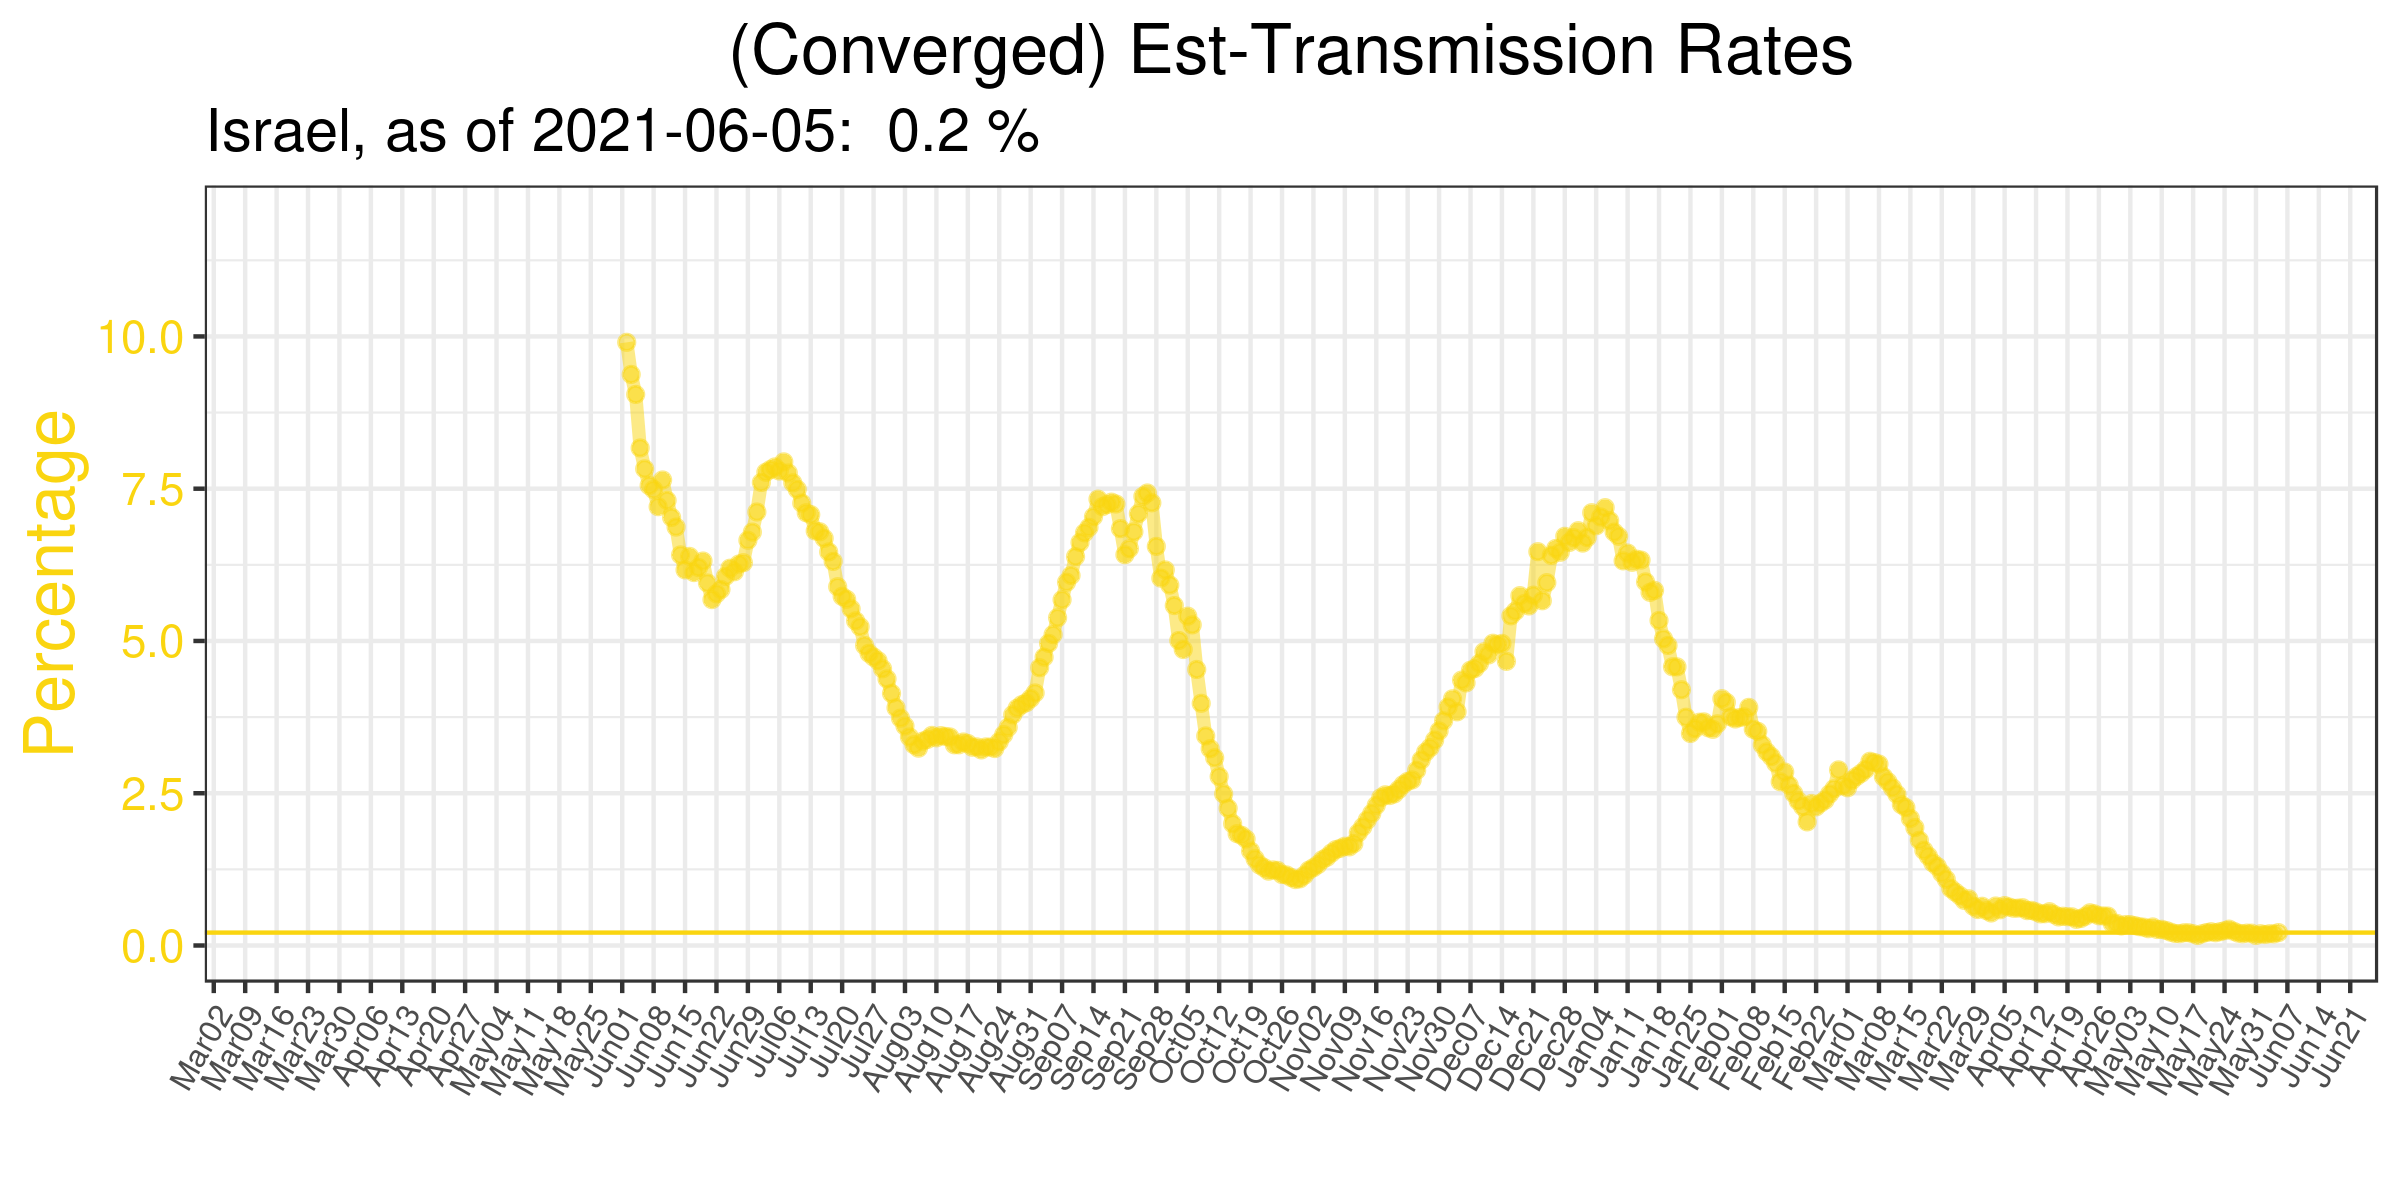 (Converged) Est-Transmission Rates
Israel, as of 2021-06-05:  0.2 %
Percentage
10.0
7.5
5.0
2.5
0.0
Mar02
Mar09
Mar16
Mar23
Mar30
Apr06
Apr13
Apr20
Apr27
May04
May11
May18
May25
Jun01
Jun08
Jun15
Jun22
Jun29
Jul06
Jul13
Jul20
Jul27
Aug03
Aug10
Aug17
Aug24
Aug31
Sep07
Sep14
Sep21
Sep28
Oct05
Oct12
Oct19
Oct26
Nov02
Nov09
Nov16
Nov23
Nov30
Dec07
Dec14
Dec21
Dec28
Jan04
Jan11
Jan18
Jan25
Feb01
Feb08
Feb15
Feb22
Mar01
Mar08
Mar15
Mar22
Mar29
Apr05
Apr12
Apr19
Apr26
May03
May10
May17
May24
May31
Jun07
Jun14
Jun21